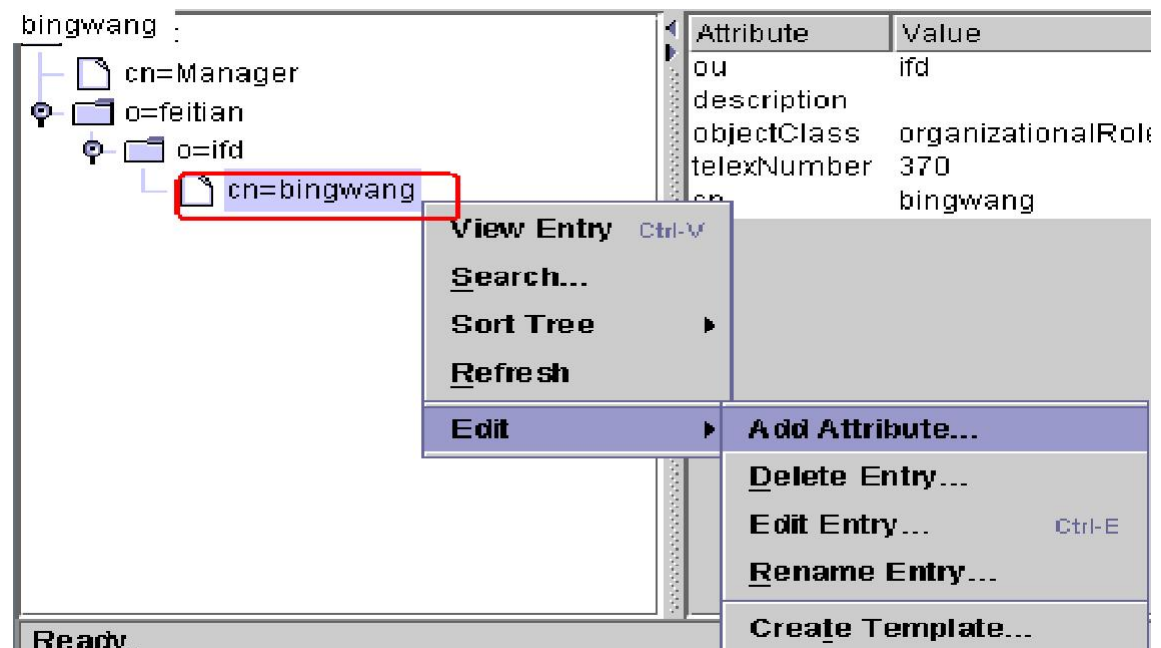 bingwang :
cn=Manager
o=feitian
o=ifd
cn=bingwang
Attribute Value
ou ifd
description
objectClass organizationalRole
telexNumber 370
cn bingwang
View Entry Ctrl-V
Search...
Sort Tree
Refresh
Edit
Add Attribute...
Delete Entry...
Edit Entry... Ctrl-E
Rename Entry...
Create Template...
Ready